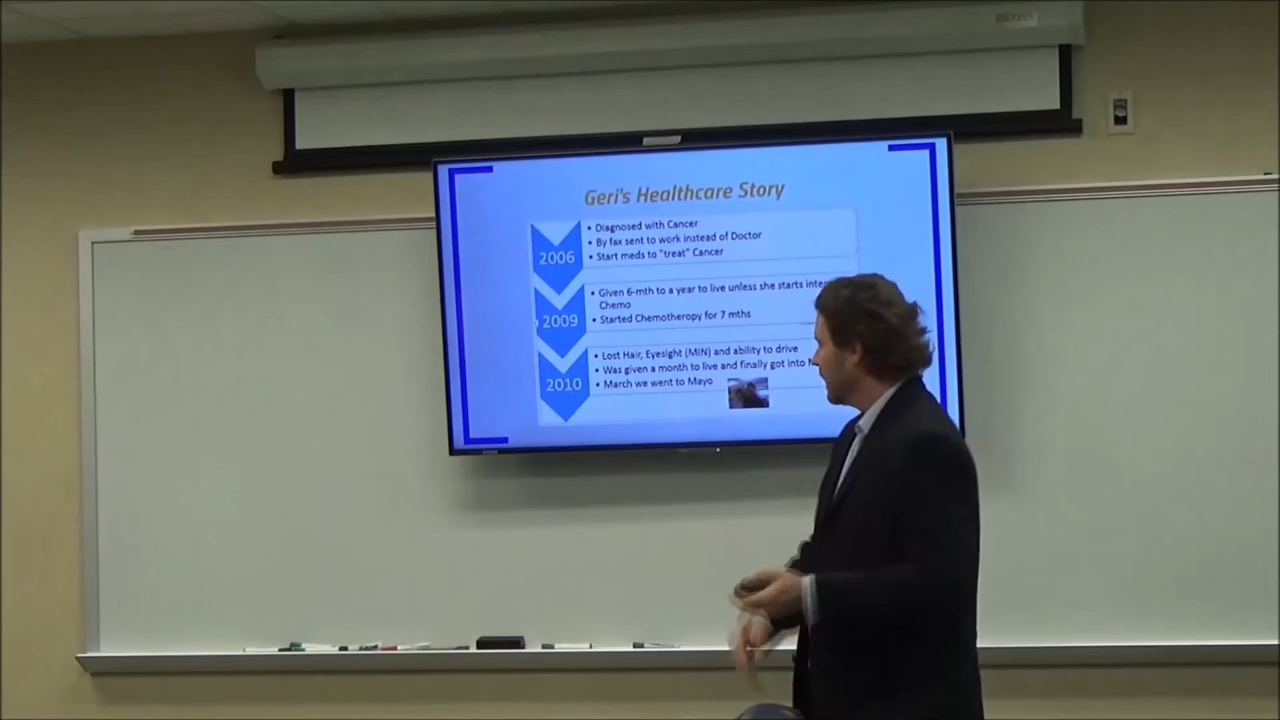 Geri's Healthcare Story
2006
• Diagnosed with Cancer
• By fax sent to work instead of Doctor
• Start meds to "treat" Cancer
2009
• Given 6-mth to a year to live unless she starts
Chemo
• Started Chemotheropy for 7 mths
2010
• Lost Hair, Eyesight (MIN) and ability to drive
• Was given a month to live and finally got into
• March we went to Mayo